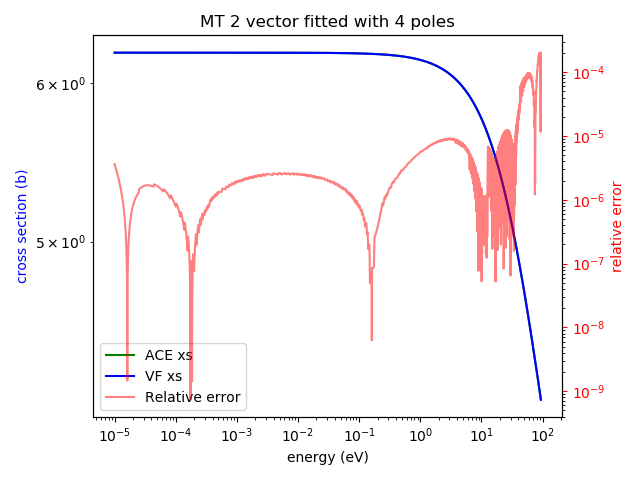 MT 2 vector fitted with 4 poles
6 × 10⁰
5 × 10⁰
cross section (b)
10⁻⁴
10⁻⁵
10⁻⁶
10⁻⁷
10⁻⁸
10⁻⁹
relative error
ACE xs
VF xs
Relative error
10⁻⁵ 10⁻⁴ 10⁻³ 10⁻² 10⁻¹ 10⁰ 10¹ 10²
energy (eV)